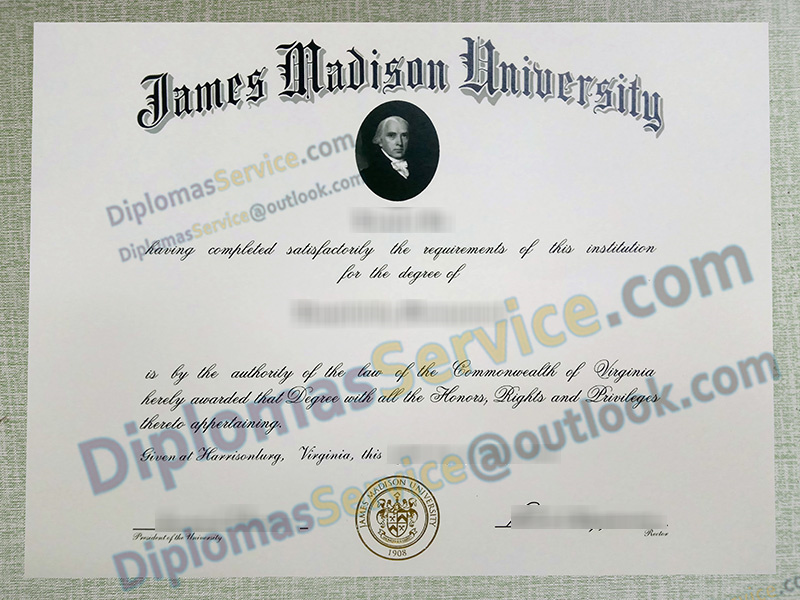 James Madison University
DiplomasService.com
DiplomasService@outlook.com
having completed satisfactorily the requirements of this institution
for the degree of
DiplomasService.com
is by the authority of the law of the Commonwealth of Virginia
hereby awarded that Degree with all the Honors, Rights and Privileges
thereto appertaining.
Given at Harrisonburg, Virginia, this
DiplomasService@outlook.com
JAMES MADISON UNIVERSITY
1908
President of the University
Rector
DiplomasService.co